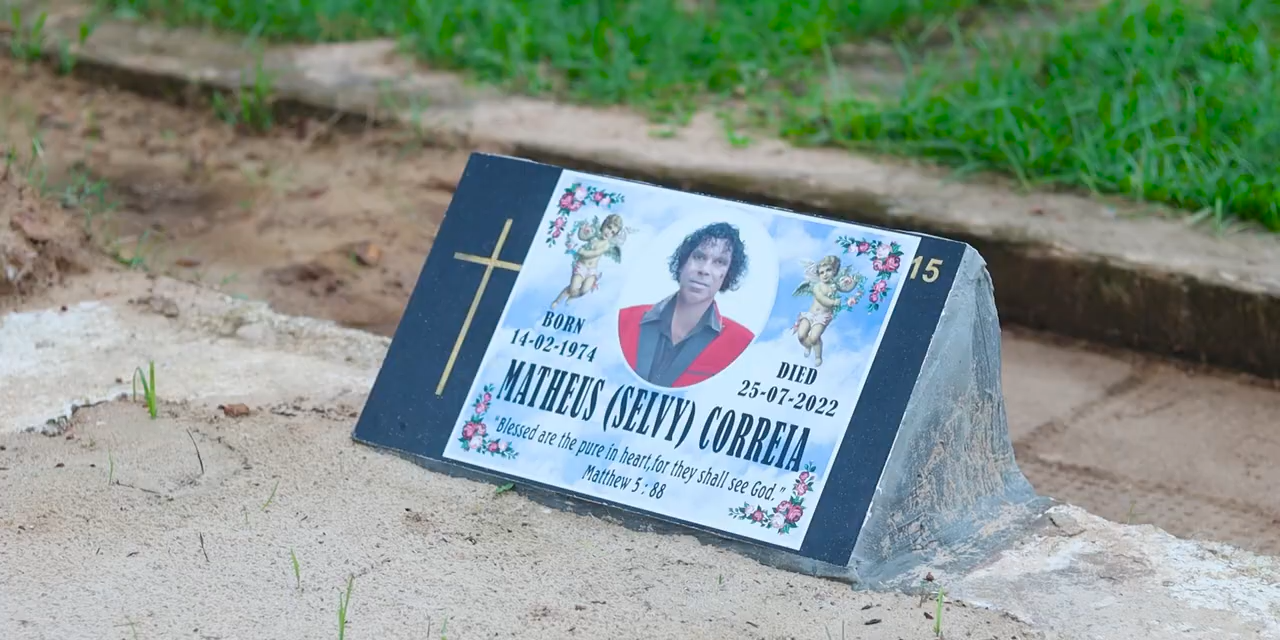 15
BORN
14-02-1974
DIED
25-07-2022
MATHEUS (SELVY) CORREIA
"Blessed are the pure in heart,for they shall see God,"
Matthew 5 : 88